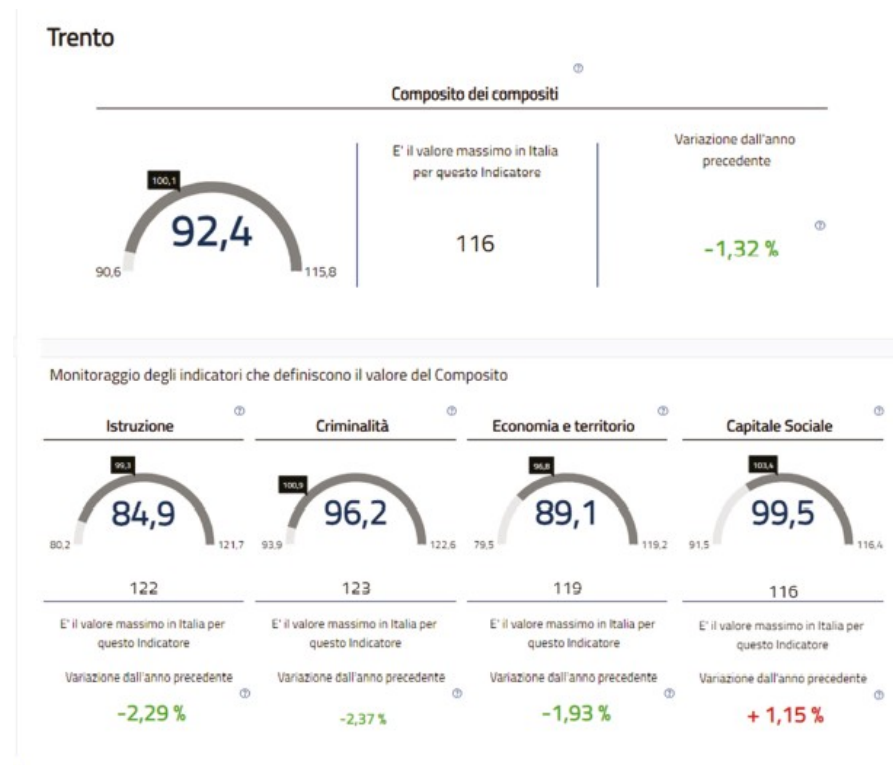 Trento
Composito dei compositi
100,1
92,4
90,6
115,8
E' il valore massimo in Italia
per questo Indicatore
116
Variazione dall'anno
precedente
-1,32 %
Monitoraggio degli indicatori che definiscono il valore del Composito
Istruzione
99,3
84,9
80,2
121,7
122
E' il valore massimo in Italia per
questo Indicatore
Variazione dall'anno precedente
-2,29 %
Criminalità
100,9
96,2
93,9
122,6
123
E' il valore massimo in Italia per
questo Indicatore
Variazione dall'anno precedente
-2,37 %
Economia e territorio
96,8
89,1
79,5
119,2
119
E' il valore massimo in Italia per
questo Indicatore
Variazione dall'anno precedente
-1,93 %
Capitale Sociale
103,4
99,5
91,5
116,4
116
E' il valore massimo in Italia per
questo Indicatore
Variazione dall'anno precedente
+ 1,15 %